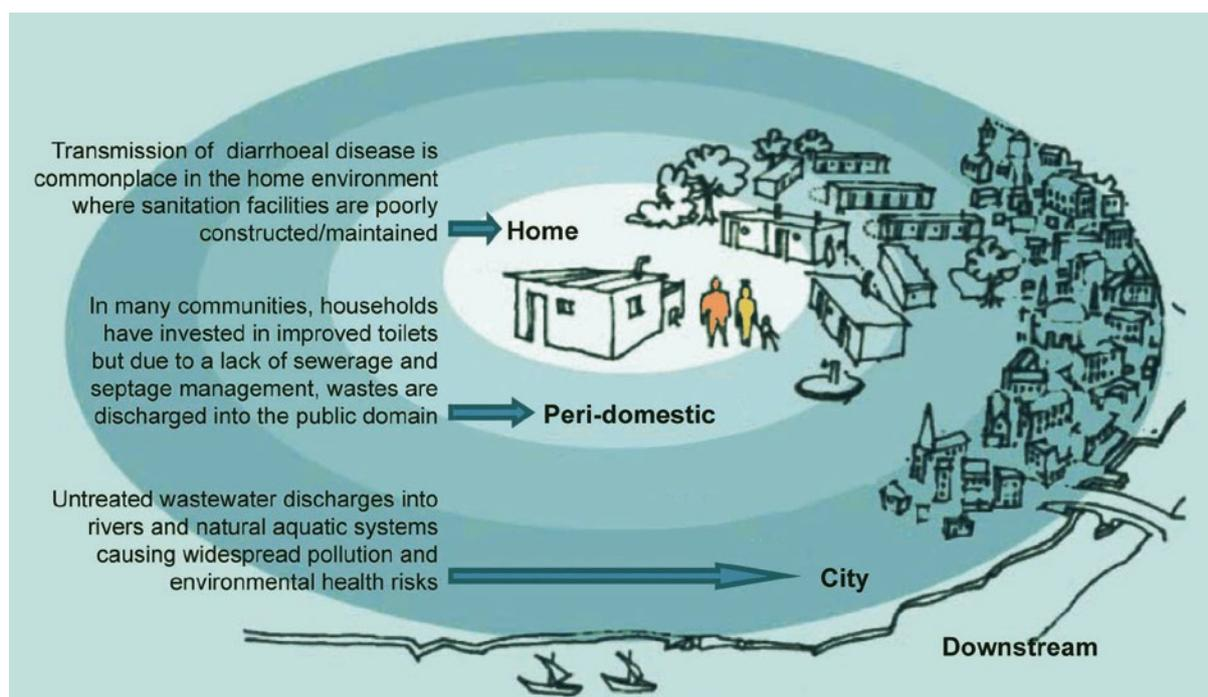 Transmission of diarrhoeal disease is
commonplace in the home environment
where sanitation facilities are poorly
constructed/maintained
Home
In many communities, households
have invested in improved toilets
but due to a lack of sewerage and
septage management, wastes are
discharged into the public domain
Peri-domestic
Untreated wastewater discharges into
rivers and natural aquatic systems
causing widespread pollution and
environmental health risks
City
Downstream